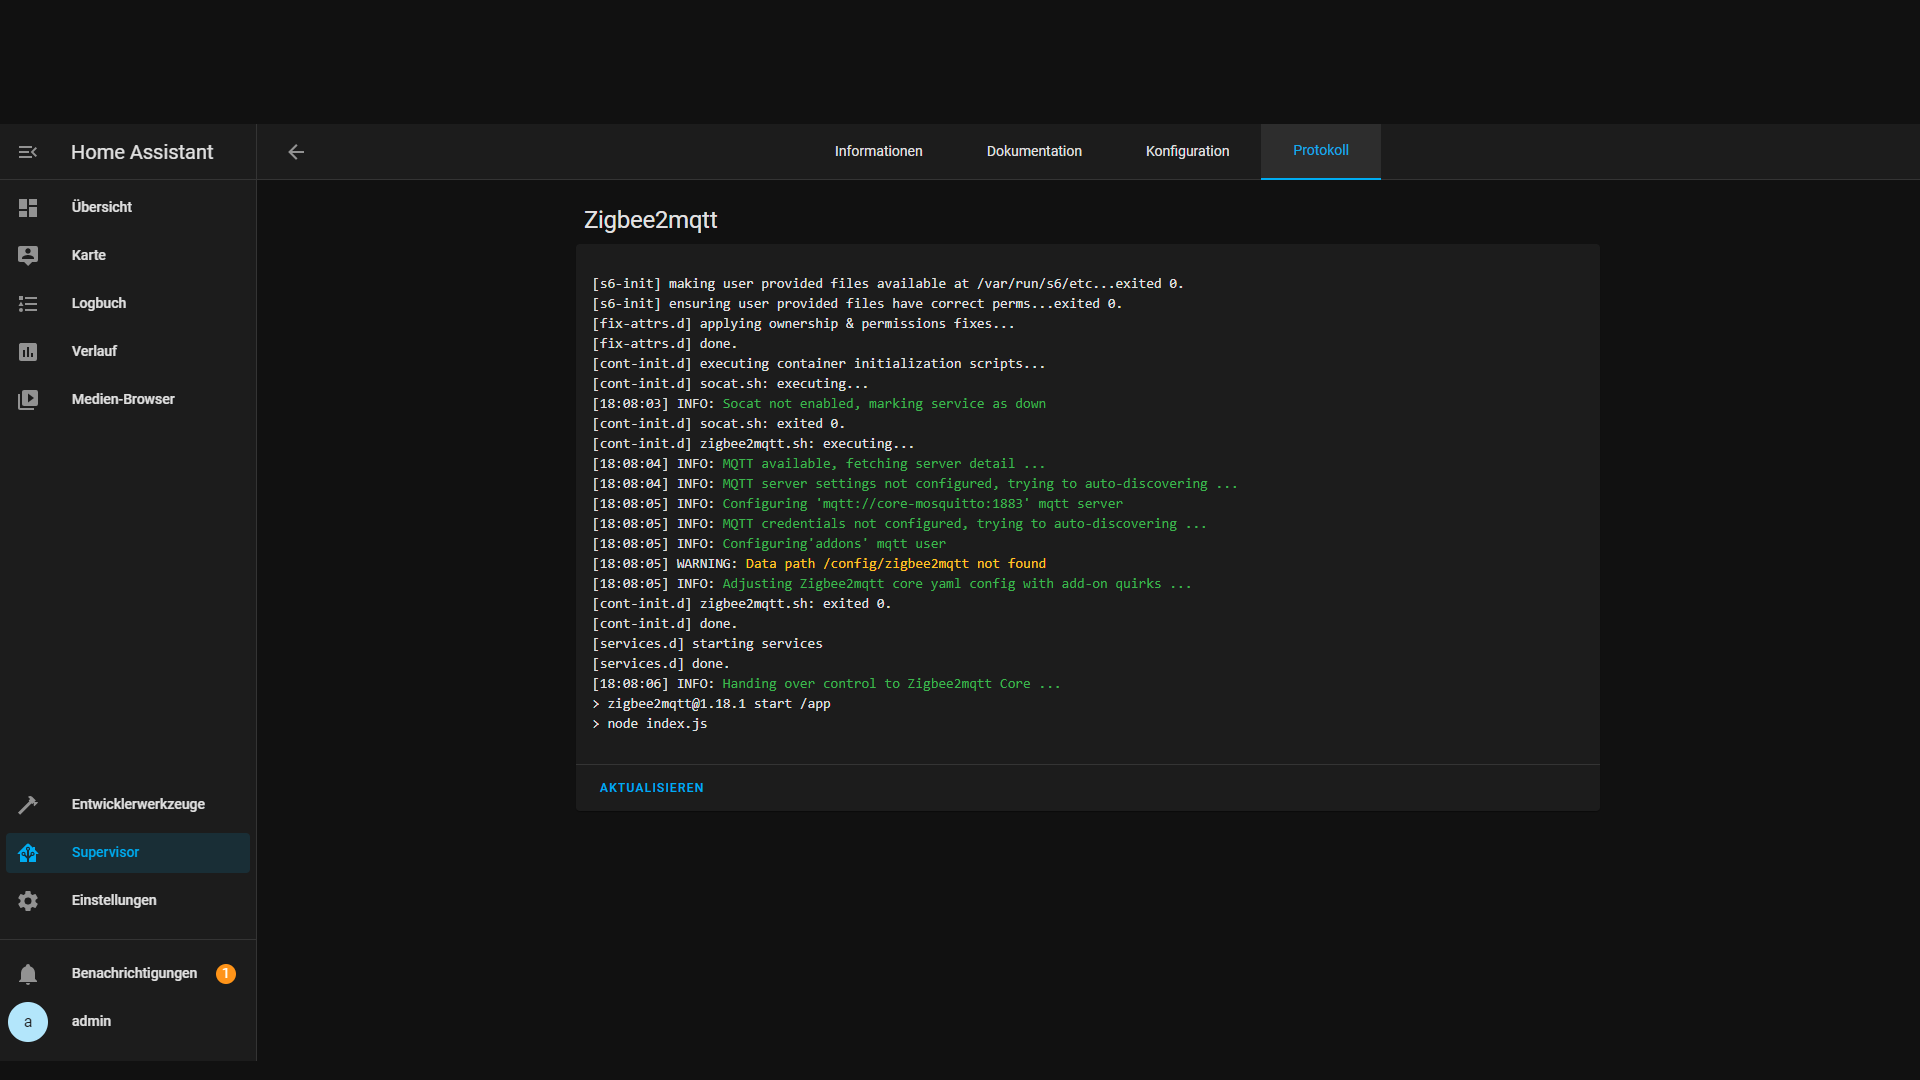 Home Assistant
Informationen
Dokumentation
Konfiguration
Protokoll
Übersicht
Karte
Logbuch
Verlauf
Medien-Browser
Entwicklerwerkzeuge
Supervisor
Einstellungen
Benachrichtigungen 1
a admin
Zigbee2mqtt
[s6-init] making user provided files available at /var/run/s6/etc...exited 0.
[s6-init] ensuring user provided files have correct perms...exited 0.
[fix-attrs.d] applying ownership & permissions fixes...
[fix-attrs.d] done.
[cont-init.d] executing container initialization scripts...
[cont-init.d] socat.sh: executing...
[18:08:03] INFO: Socat not enabled, marking service as down
[cont-init.d] socat.sh: exited 0.
[cont-init.d] zigbee2mqtt.sh: executing...
[18:08:04] INFO: MQTT available, fetching server detail ...
[18:08:04] INFO: MQTT server settings not configured, trying to auto-discovering ...
[18:08:05] INFO: Configuring 'mqtt://core-mosquitto:1883' mqtt server
[18:08:05] INFO: MQTT credentials not configured, trying to auto-discovering ...
[18:08:05] INFO: Configuring'addons' mqtt user
[18:08:05] WARNING: Data path /config/zigbee2mqtt not found
[18:08:05] INFO: Adjusting Zigbee2mqtt core yaml config with add-on quirks ...
[cont-init.d] zigbee2mqtt.sh: exited 0.
[cont-init.d] done.
[services.d] starting services
[services.d] done.
[18:08:06] INFO: Handing over control to Zigbee2mqtt Core ...
> zigbee2mqtt@1.18.1 start /app
> node index.js
AKTUALISIEREN